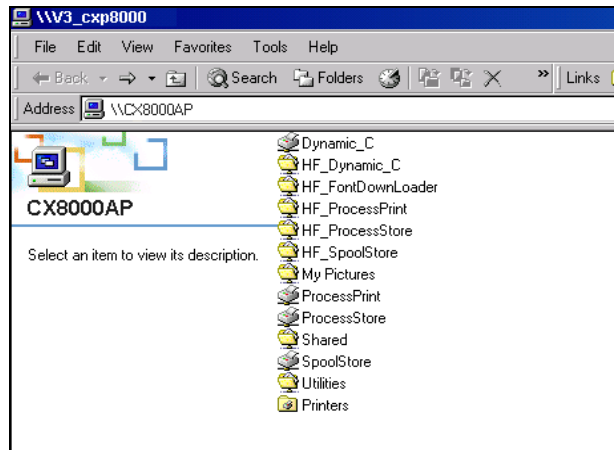 \\V3_cxp8000
File Edit View Favorites Tools Help
Back Search Folders » Links
Address \\CX8000AP
CX8000AP
Select an item to view its description.
Dynamic_C
HF_Dynamic_C
HF_FontDownLoader
HF_ProcessPrint
HF_ProcessStore
HF_SpoolStore
My Pictures
ProcessPrint
ProcessStore
Shared
SpoolStore
Utilities
Printers